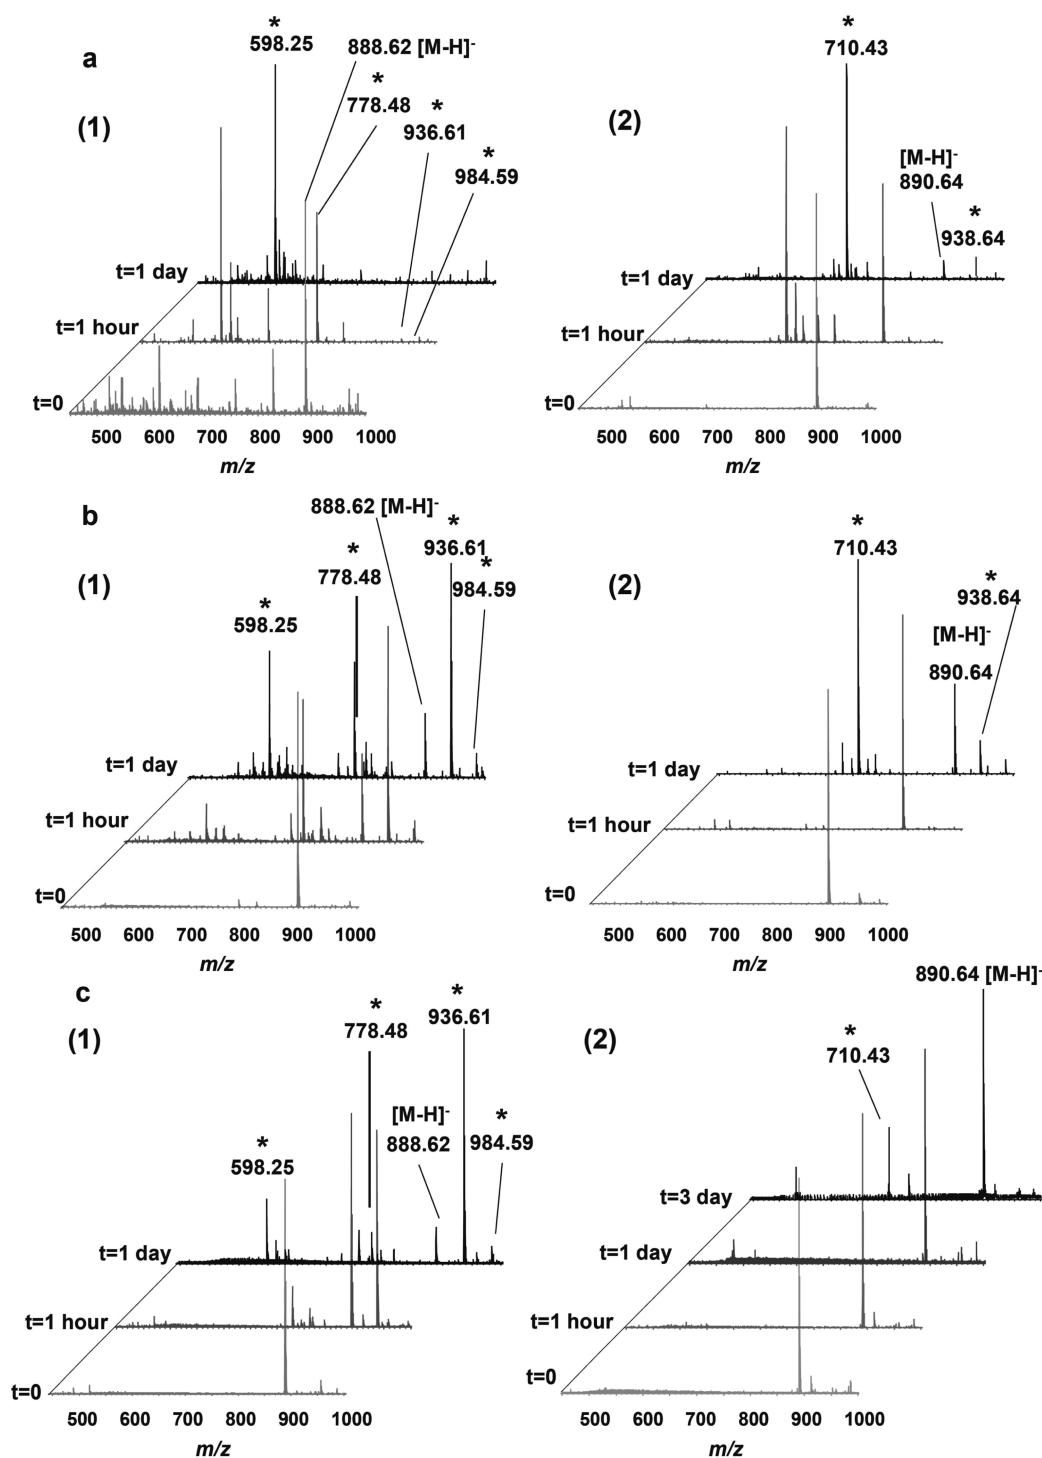 a
(1)
*
598.25
888.62 [M-H]-
*
778.48
*
936.61
*
984.59
t=1 day
t=1 hour
t=0
500 600 700 800 900 1000
m/z
(2)
*
710.43
[M-H]-
890.64
*
938.64
t=1 day
t=1 hour
t=0
500 600 700 800 900 1000
m/z
b
(1)
888.62 [M-H]-
*
936.61
*
778.48
*
984.59
*
598.25
t=1 day
t=1 hour
t=0
500 600 700 800 900 1000
m/z
(2)
*
710.43
*
938.64
[M-H]-
890.64
t=1 day
t=1 hour
t=0
500 600 700 800 900 1000
m/z
c
(1)
*
936.61
*
778.48
[M-H]-
888.62
*
984.59
*
598.25
t=1 day
t=1 hour
t=0
500 600 700 800 900 1000
m/z
(2)
890.64 [M-H]-
*
710.43
t=3 day
t=1 day
t=1 hour
t=0
500 600 700 800 900 1000
m/z